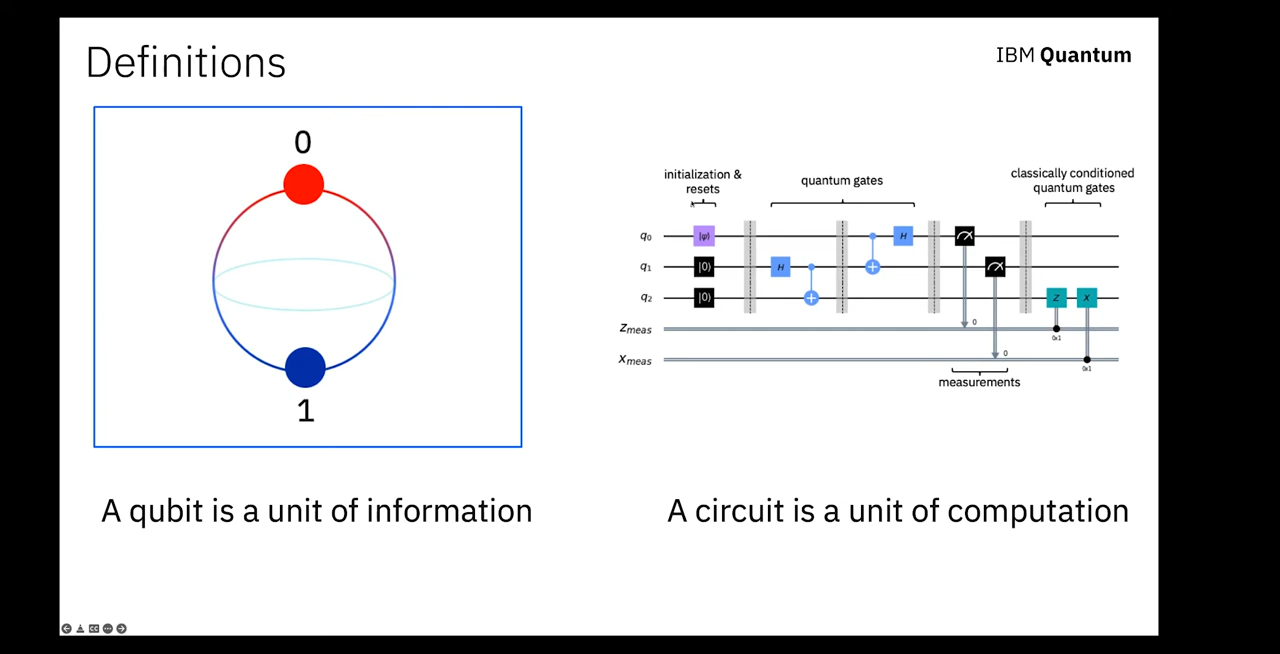 Definitions
IBM Quantum
0
1
A qubit is a unit of information
initialization &
resets
quantum gates
classically conditioned
quantum gates
q0
|ψ⟩
H
q1
|0⟩
H
q2
|0⟩
Z
X
zmeas
0
0x1
xmeas
0
0x1
measurements
A circuit is a unit of computation
CC